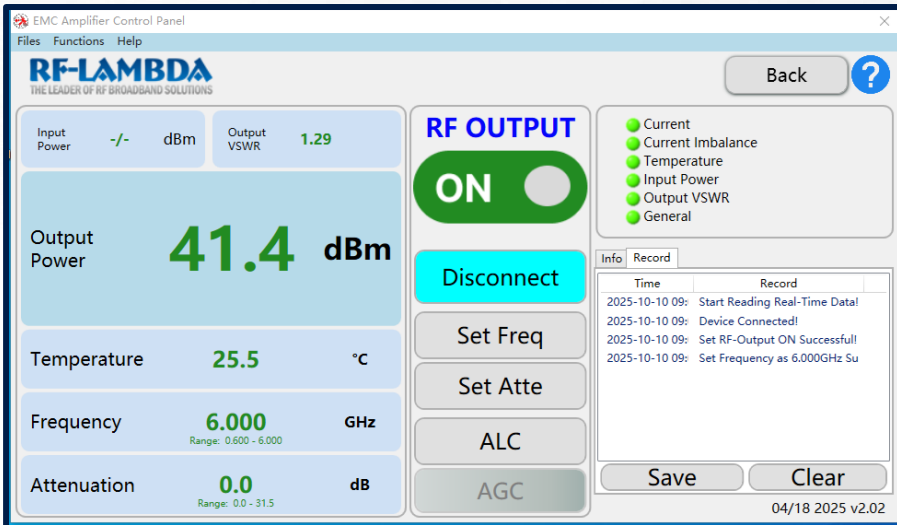 EMC Amplifier Control Panel
Files Functions Help
RF-LAMBDA
THE LEADER OF RF BROADBAND SOLUTIONS
Back
?
Input Power -/- dBm
Output VSWR 1.29
Output Power 41.4 dBm
Temperature 25.5 °C
Frequency 6.000 GHz
Range: 0.600 - 6.000
Attenuation 0.0 dB
Range: 0.0 - 31.5
RF OUTPUT
ON
Disconnect
Set Freq
Set Atte
ALC
AGC
Current
Current Imbalance
Temperature
Input Power
Output VSWR
General
Info Record
Time Record
2025-10-10 09: Start Reading Real-Time Data!
2025-10-10 09: Device Connected!
2025-10-10 09: Set RF-Output ON Successful!
2025-10-10 09: Set Frequency as 6.000GHz Su
Save Clear
04/18 2025 v2.02